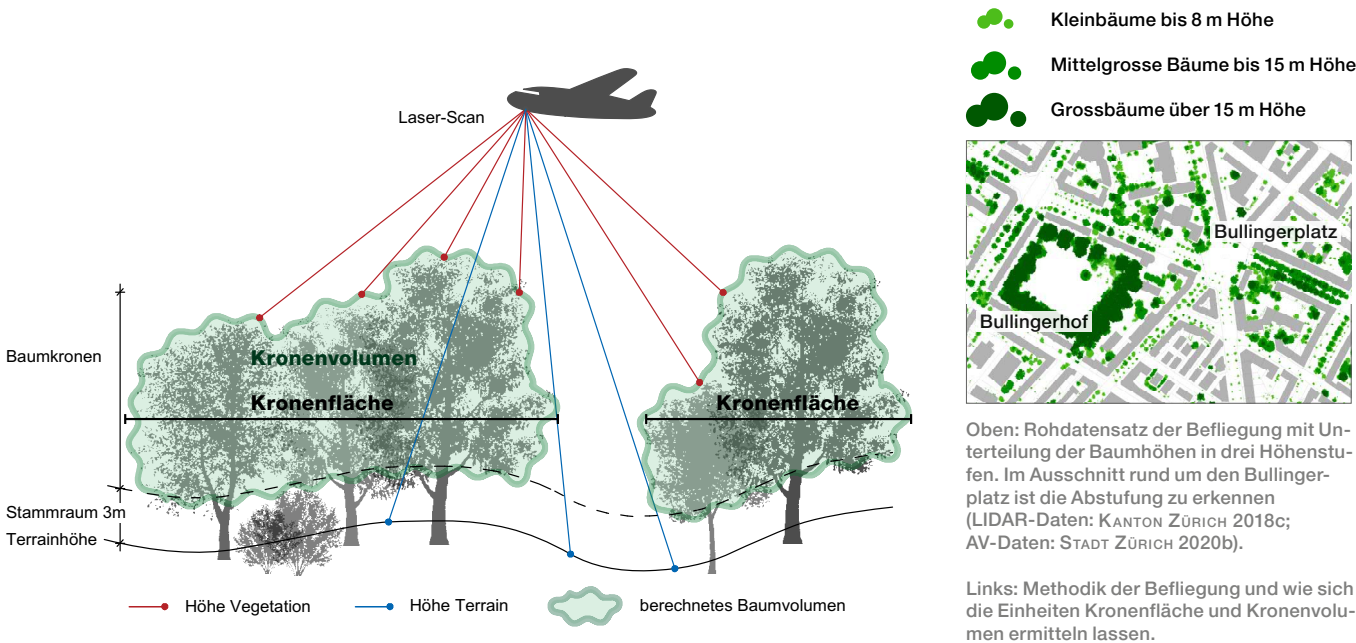 Laser-Scan
Baumkronen
Kronenvolumen
Kronenfläche
Kronenfläche
Stammraum 3m
Terrainhöhe
Höhe Vegetation
Höhe Terrain
berechnetes Baumvolumen
Kleinbäume bis 8 m Höhe
Mittelgrosse Bäume bis 15 m Höhe
Grossbäume über 15 m Höhe
Bullingerplatz
Bullingerhof
Oben: Rohdatensatz der Befliegung mit Un-
terteilung der Baumhöhen in drei Höhenstu-
fen. Im Ausschnitt rund um den Bullinger-
platz ist die Abstufung zu erkennen
(LIDAR-Daten: KANTON ZÜRICH 2018c;
AV-Daten: STADT ZÜRICH 2020b).
Links: Methodik der Befliegung und wie sich
die Einheiten Kronenfläche und Kronenvolu-
men ermitteln lassen.